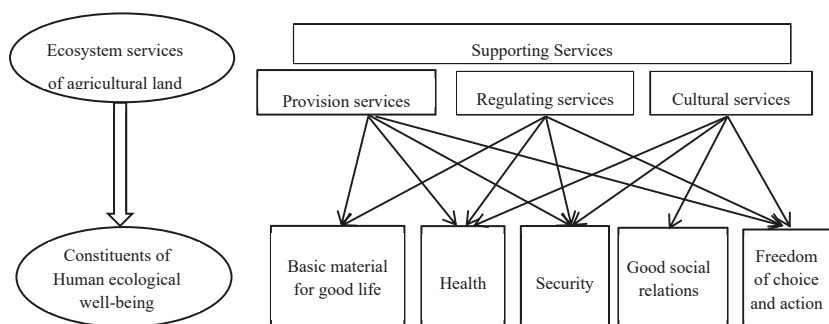 Ecosystem services
of agricultural land
Supporting Services
Provision services
Regulating services
Cultural services
Constituents of
Human ecological
well-being
Basic material
for good life
Health
Security
Good social
relations
Freedom
of choice
and action